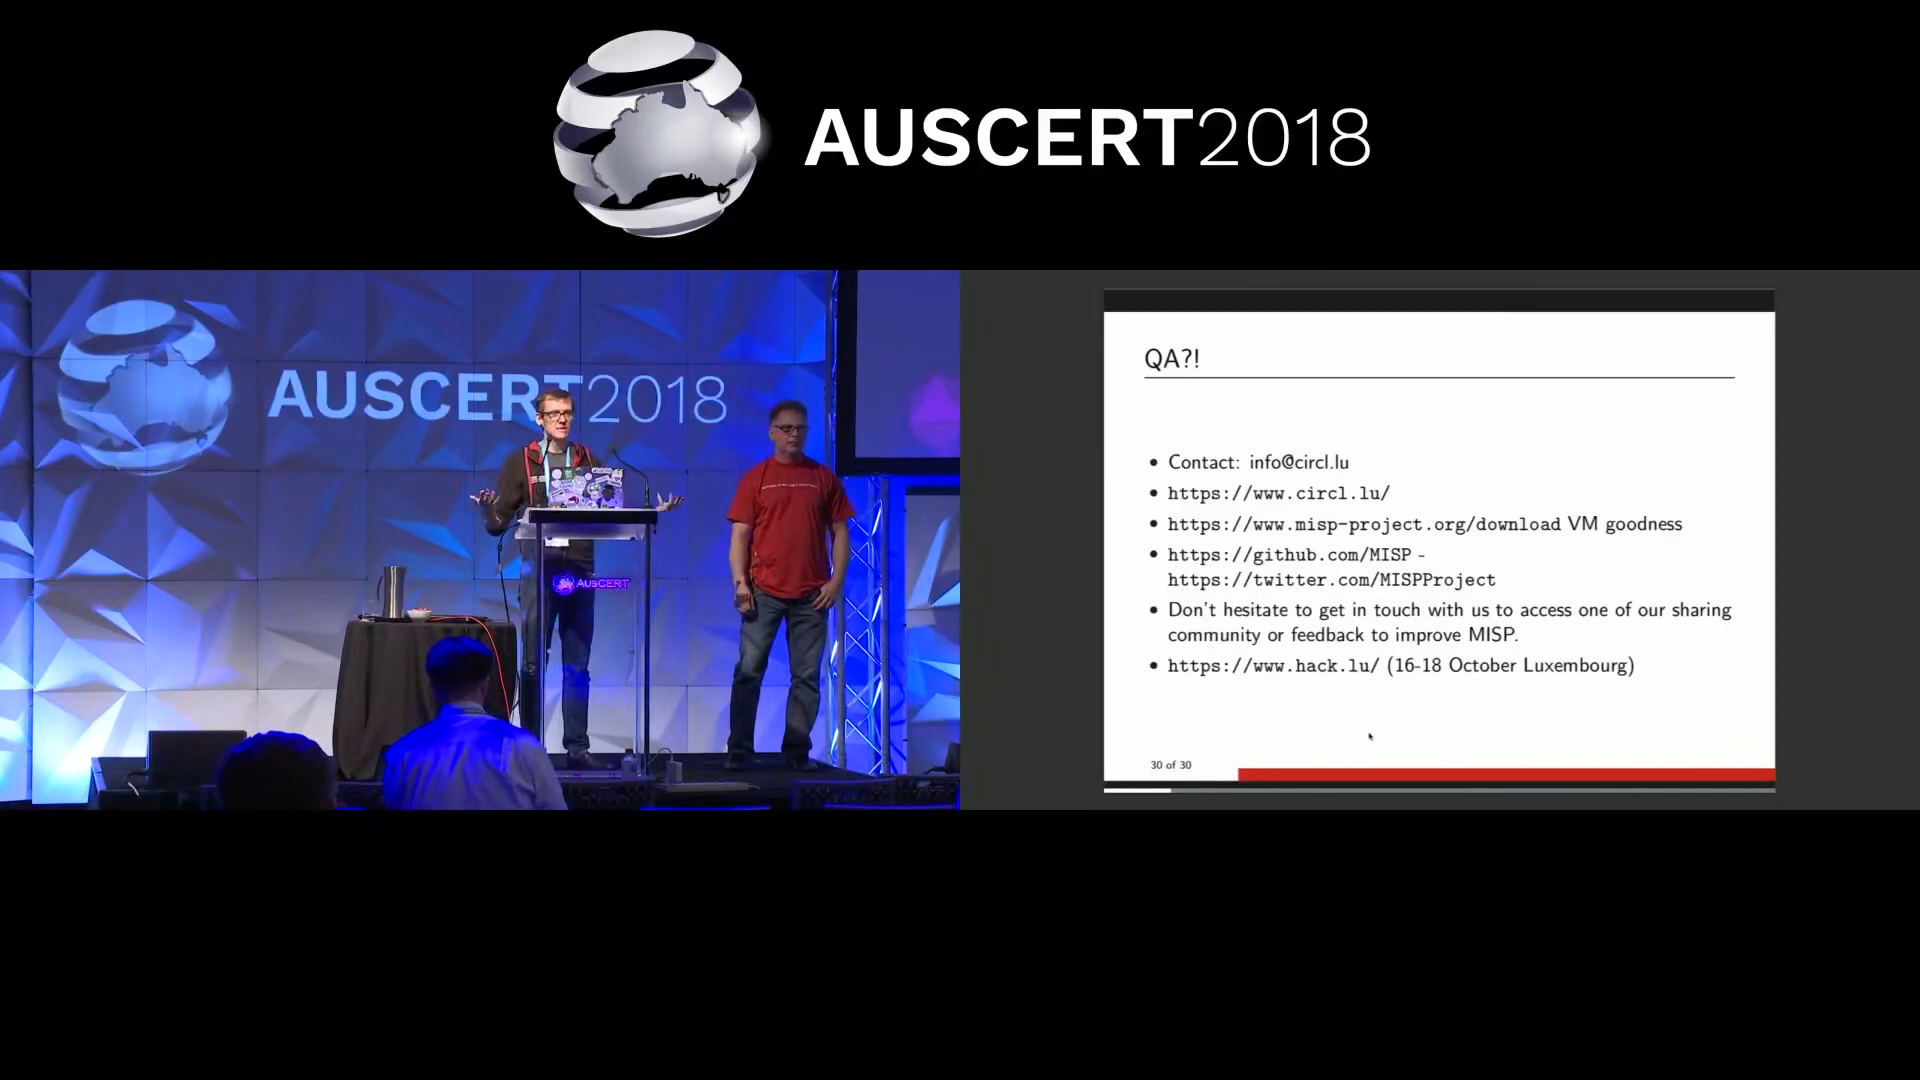 AUSCERT2018
AUSCERT2018
AUSCERT
QA?!
• Contact: info@circl.lu
• https://www.circl.lu/
• https://www.misp-project.org/download VM goodness
• https://github.com/MISP -
https://twitter.com/MISPProject
• Don't hesitate to get in touch with us to access one of our sharing
community or feedback to improve MISP.
• https://www.hack.lu/ (16-18 October Luxembourg)
30 of 30